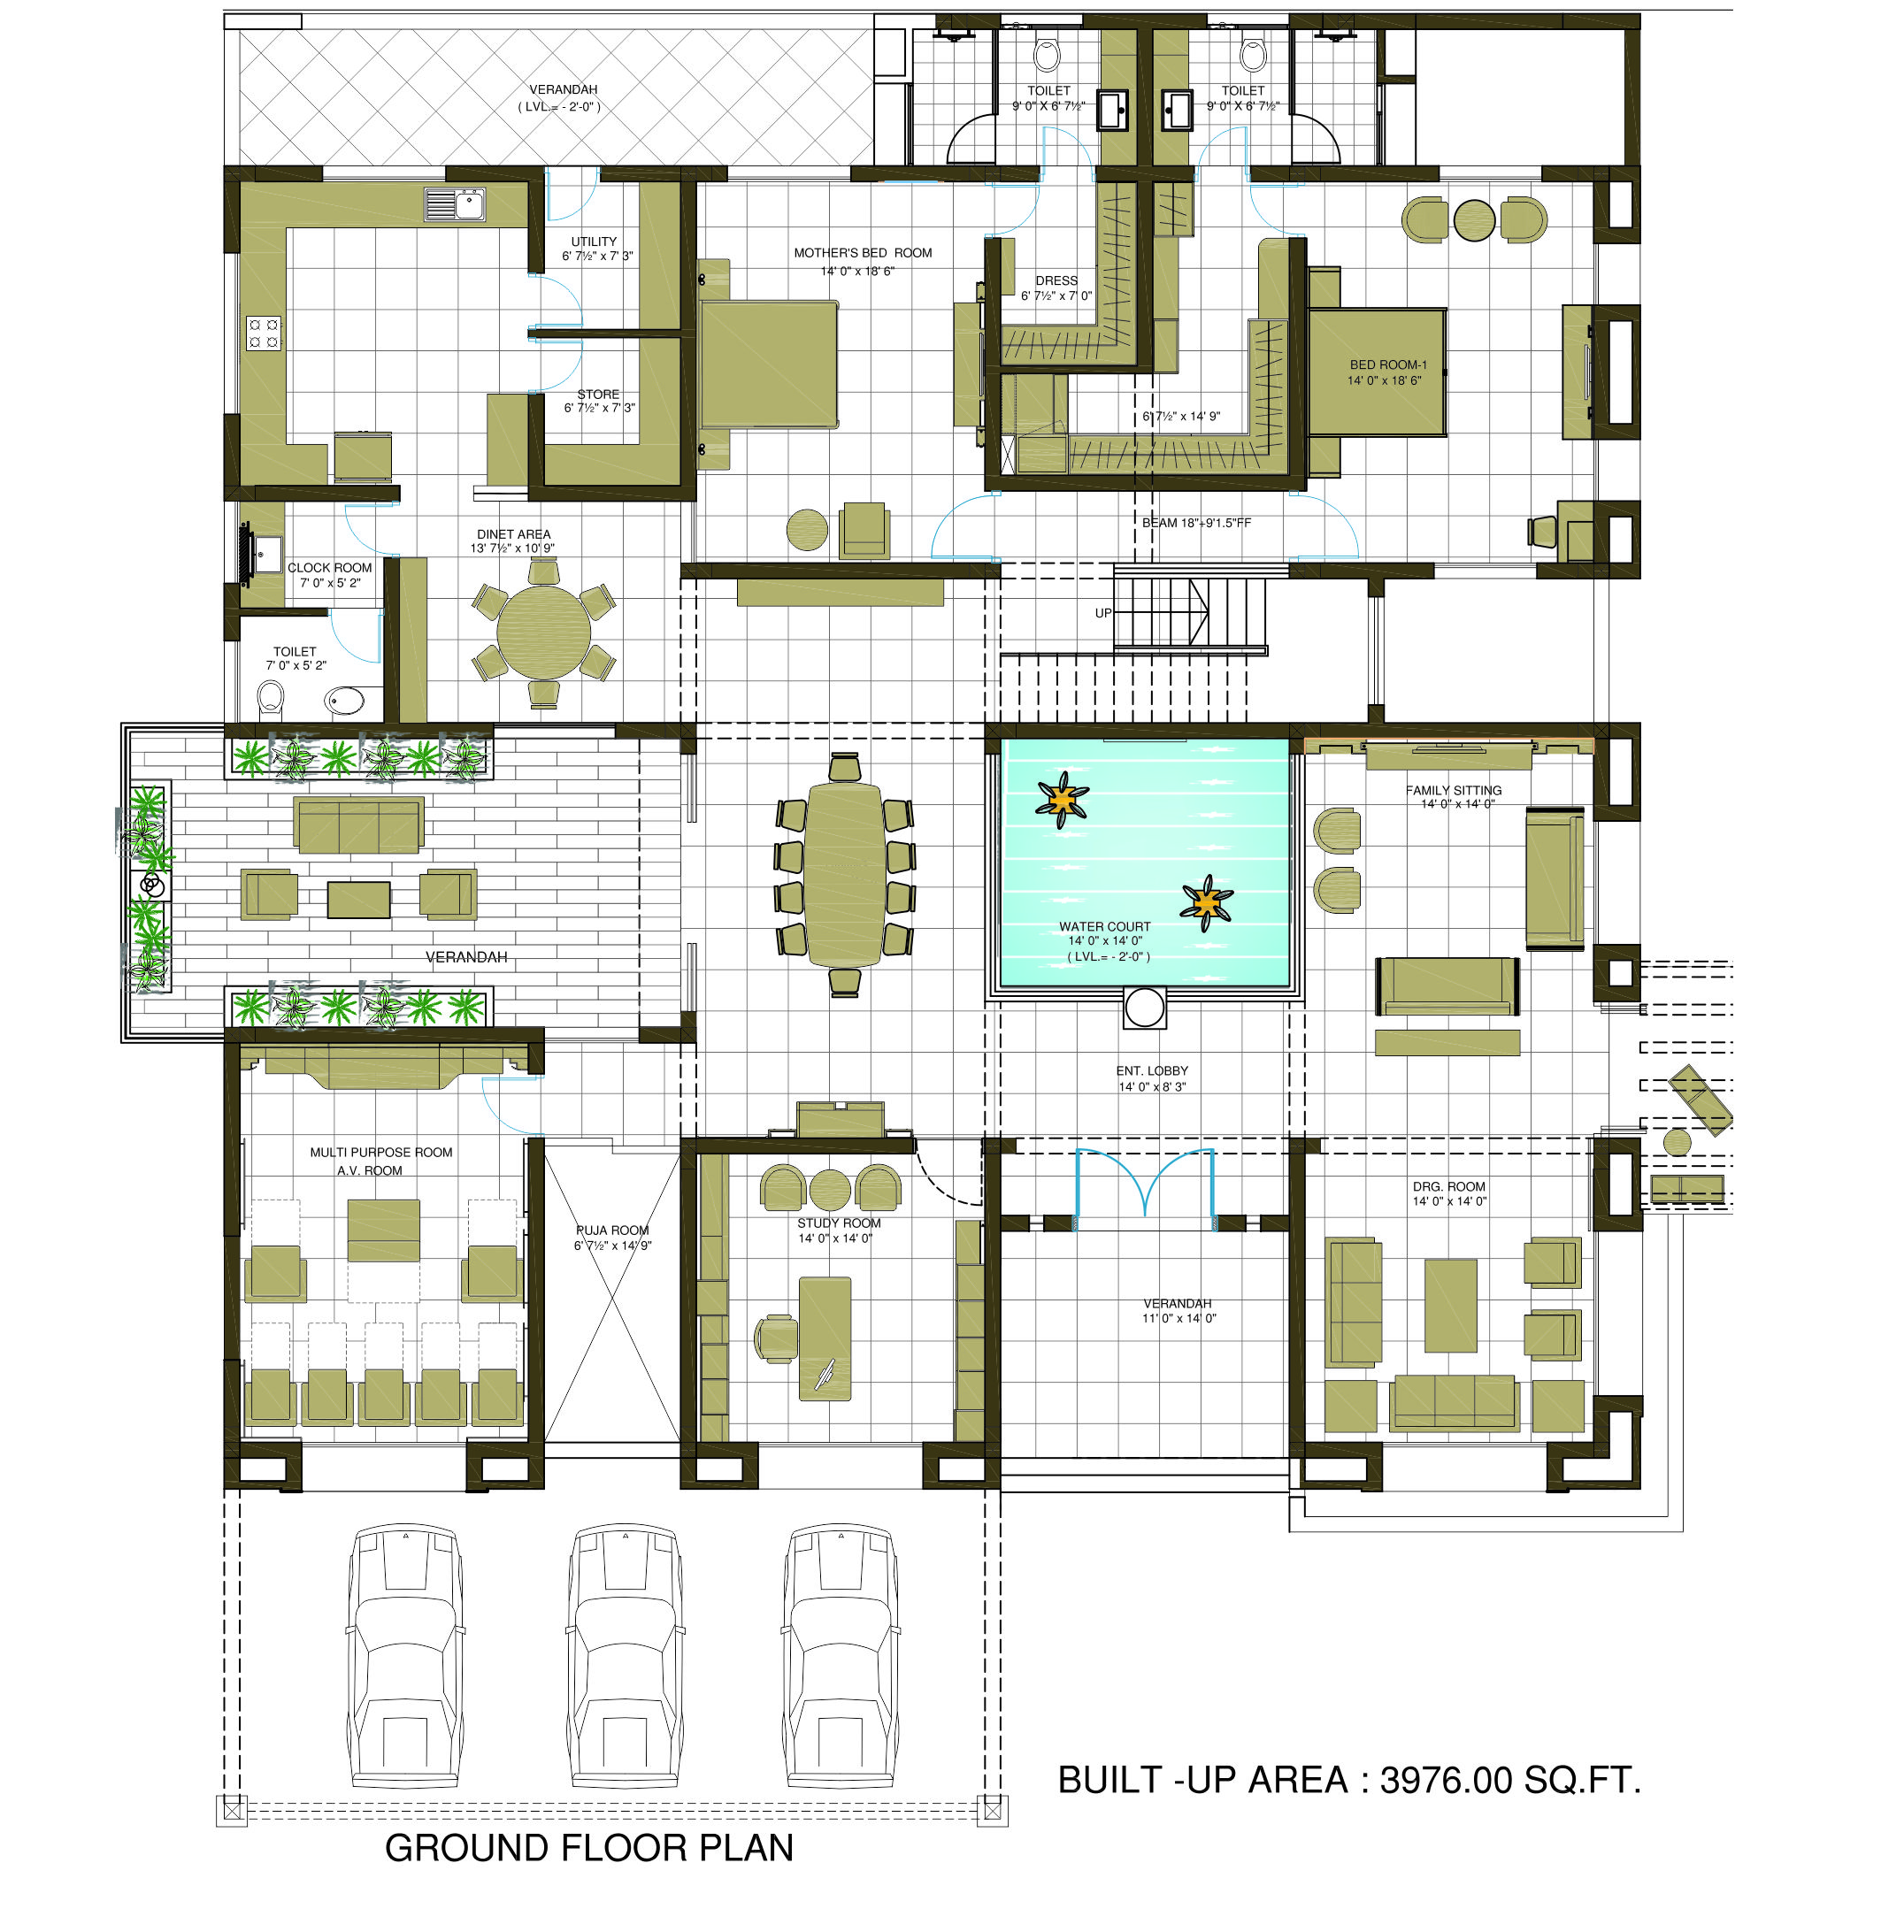 VERANDAH
( LVL.= - 2'-0" )
TOILET
9' 0" X 6' 7½"
TOILET
9' 0" X 6' 7½"
UTILITY
6' 7½" x 7' 3"
MOTHER'S BED ROOM
14' 0" x 18' 6"
DRESS
6' 7½" x 7' 0"
BED ROOM-1
14' 0" x 18' 6"
STORE
6' 7½" x 7' 3"
6' 7½" x 14' 9"
BEAM 18"+9'1.5"FF
DINET AREA
13' 7½" x 10' 9"
CLOCK ROOM
7' 0" x 5' 2"
UP
TOILET
7' 0" x 5' 2"
FAMILY SITTING
14' 0" x 14' 0"
WATER COURT
14' 0" x 14' 0"
( LVL.= - 2'-0" )
VERANDAH
ENT. LOBBY
14' 0" x 8' 3"
MULTI PURPOSE ROOM
A.V. ROOM
DRG. ROOM
14' 0" x 14' 0"
PUJA ROOM
6' 7½" x 14' 9"
STUDY ROOM
14' 0" x 14' 0"
VERANDAH
11' 0" x 14' 0"
BUILT -UP AREA : 3976.00 SQ.FT.
GROUND FLOOR PLAN